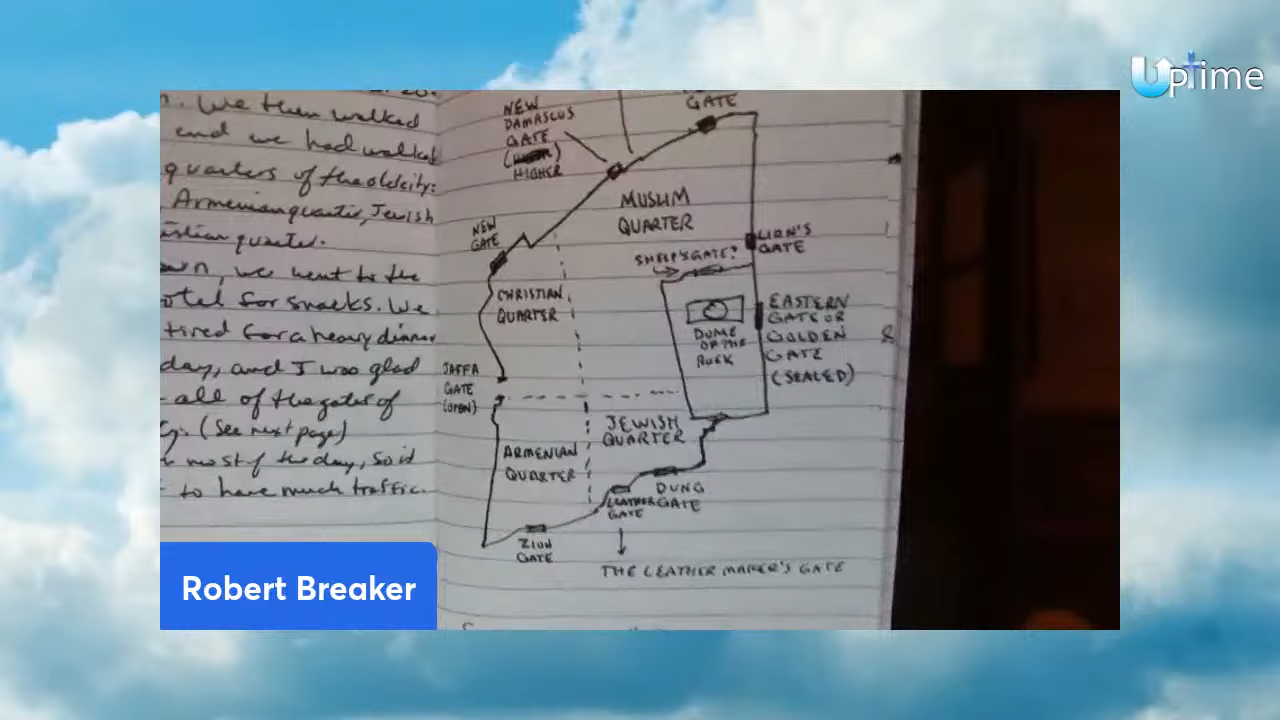 Uptime
. We then walked
and we had walked
quarters of the old city:
Armenian quarter, Jewish
quarter.
wn, we went to the
otel for snacks. We
tired for a heavy dinner
day, and I was glad
all of the gates of
(See next page)
most of the day, so it
to have much traffic.
NEW
DAMASCUS
GATE
HIGHER
GATE
MUSLIM
QUARTER
NEW
GATE
LION'S
GATE
SHEEP'S GATE?
CHRISTIAN
QUARTER
DOME
OF THE
ROCK
EASTERN
GATE OR
GOLDEN
GATE
(SEALED)
&
JAFFA
GATE
(OPEN)
JEWISH
QUARTER
ARMENIAN
QUARTER
DUNG
GATE
LEATHER
GATE
ZION
GATE
THE LEATHER MAKER'S GATE
Robert Breaker